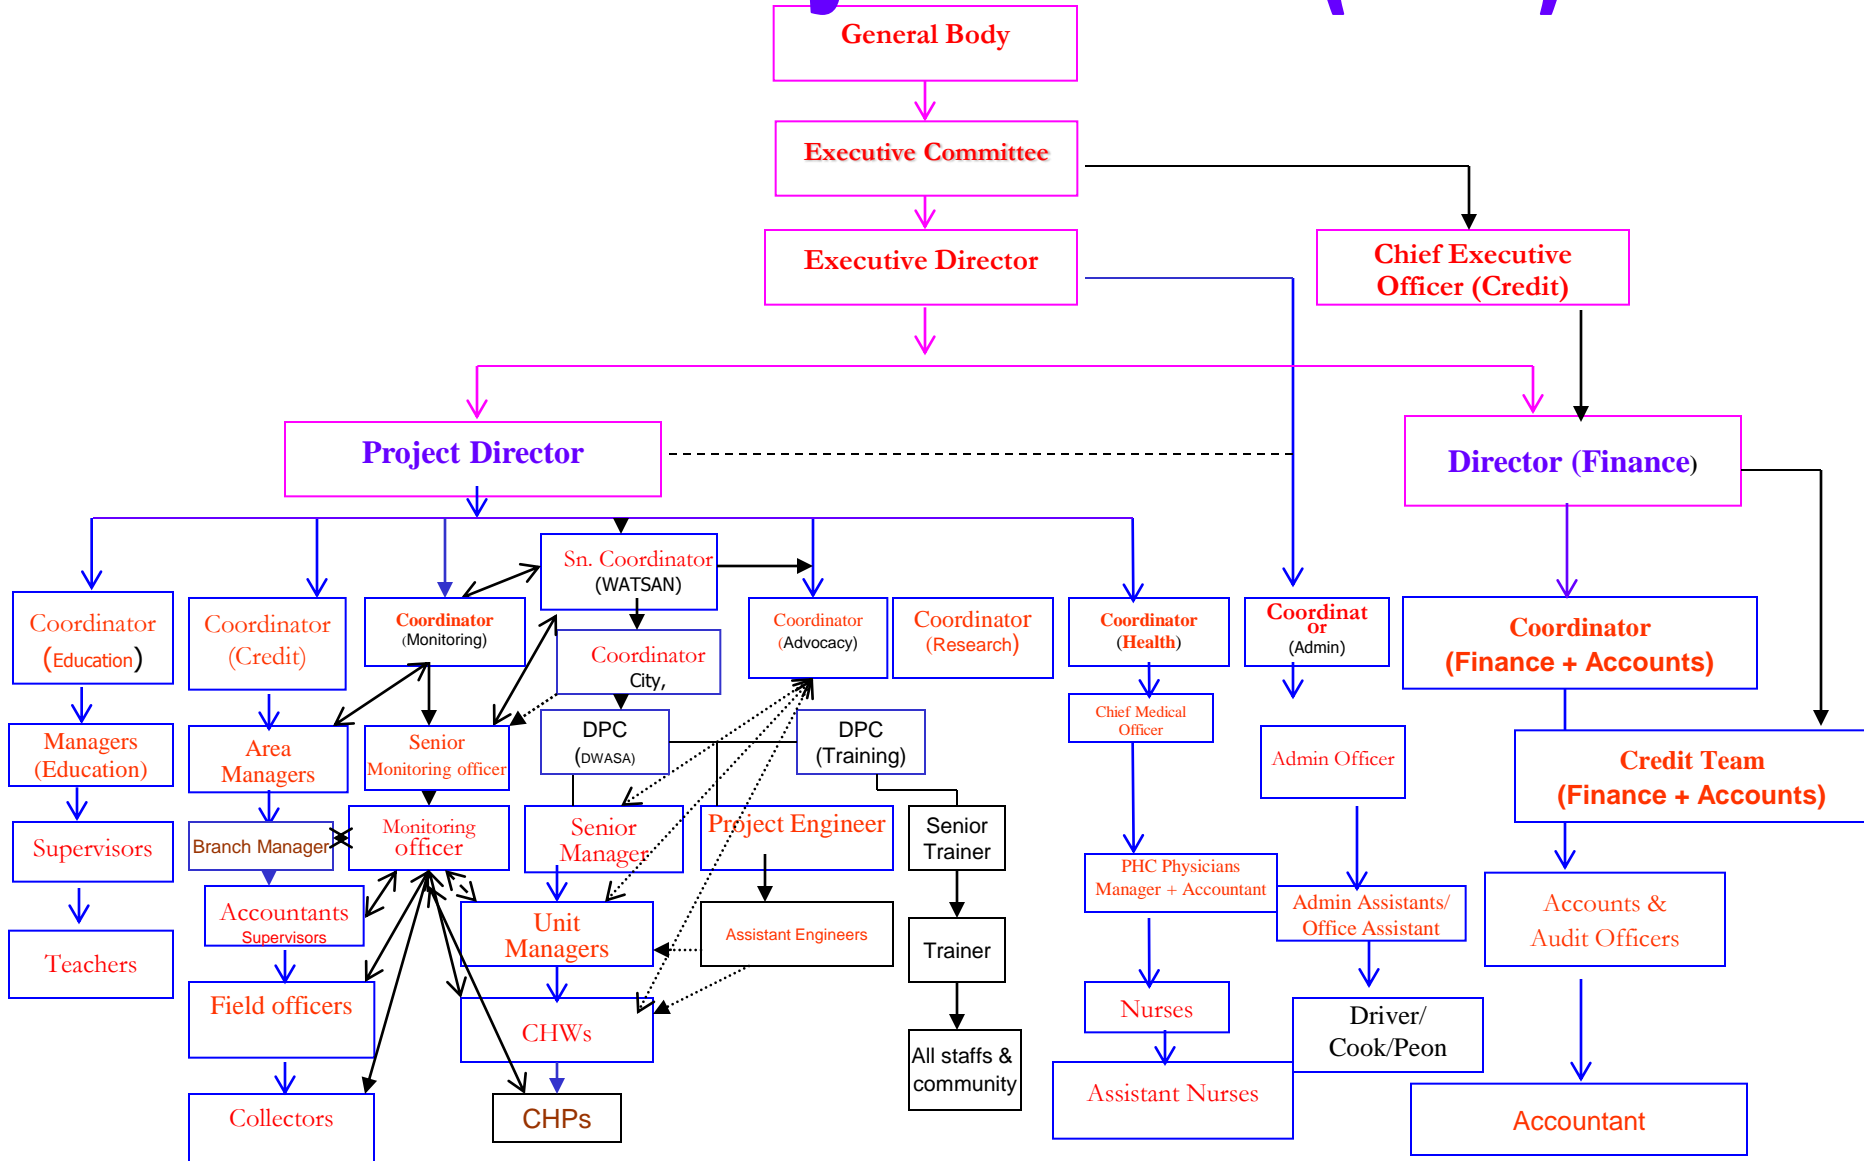 General Body
Executive Committee
Executive Director
Chief Executive
Officer (Credit)
Project Director
Director (Finance)
Sn. Coordinator
(WATSAN)
Coordinator
(Education)
Coordinator
(Credit)
Coordinator
(Monitoring)
Coordinator
City,
Coordinator
(Advocacy)
Coordinator
(Research)
Coordinator
(Health)
Coordinat
or
(Admin)
Coordinator
(Finance + Accounts)
Managers
(Education)
Area
Managers
Senior
Monitoring officer
DPC
(DWASA)
DPC
(Training)
Chief Medical
Officer
Admin Officer
Credit Team
(Finance + Accounts)
Supervisors
Branch Manager
Monitoring
officer
Senior
Manager
Project Engineer
Senior
Trainer
PHC Physicians
Manager + Accountant
Admin Assistants/
Office Assistant
Accounts &
Audit Officers
Teachers
Accountants
Supervisors
Unit
Managers
Assistant Engineers
Trainer
Field officers
CHWs
Nurses
Driver/
Cook/Peon
All staffs &
community
Collectors
CHPs
Assistant Nurses
Accountant